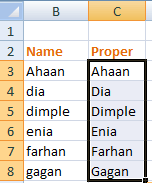 B C
1
2 Name Proper
3 Ahaan Ahaan
4 dia Dia
5 dimple Dimple
6 enia Enia
7 farhan Farhan
8 gagan Gagan